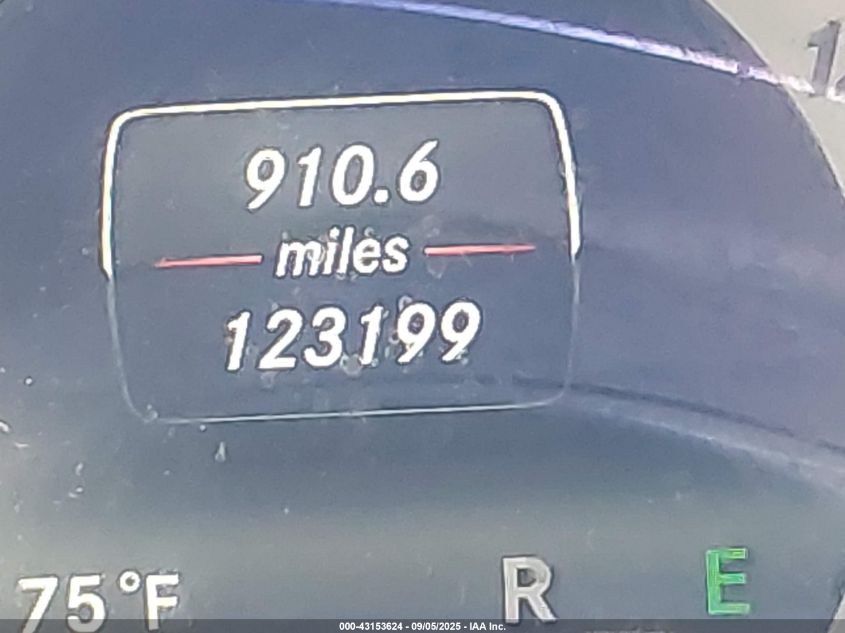 910.6
miles
123199
75°F R E
000-43153624 - 09/05/2025 - IAA Inc.